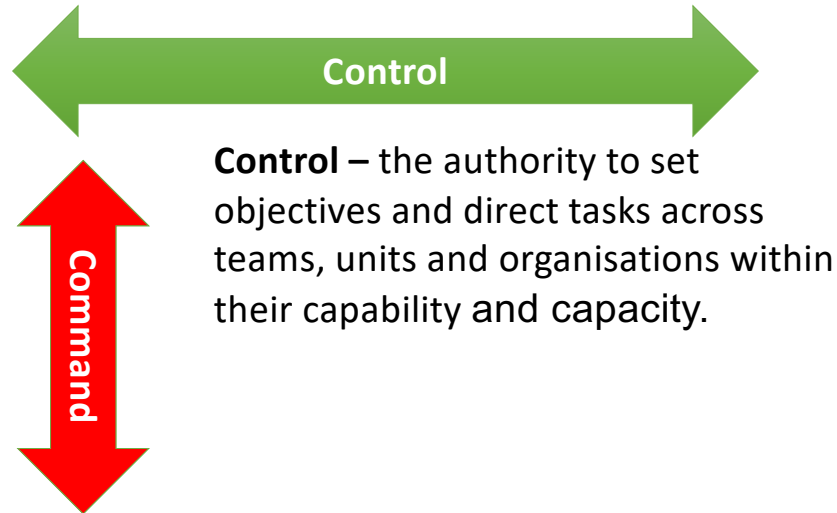 Control
Control – the authority to set
objectives and direct tasks across
teams, units and organisations within
their capability and capacity.
Command